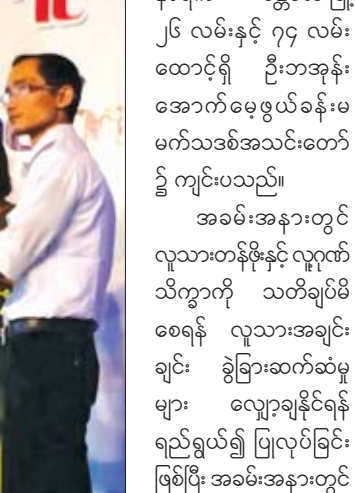 ၂၆ လမ်းနှင့် ၇၄ လမ်း
ထောင့်ရှိ ဦးဘအုန်း
အောက်မေ့ဖွယ်ခန်းမ
မက်သဒစ်အသင်းတော်
၌ ကျင်းပသည်။
အခမ်းအနားတွင်
လူသားတန်ဖိုးနှင့် လူ့ဂုဏ်
သိက္ခာကို သတိချပ်မိ
စေရန် လူသားအချင်း
ချင်း ခွဲခြားဆက်ဆံမှု
များ လျှော့ချနိုင်ရန်
ရည်ရွယ်၍ ပြုလုပ်ခြင်း
ဖြစ်ပြီး အခမ်းအနားတွင်